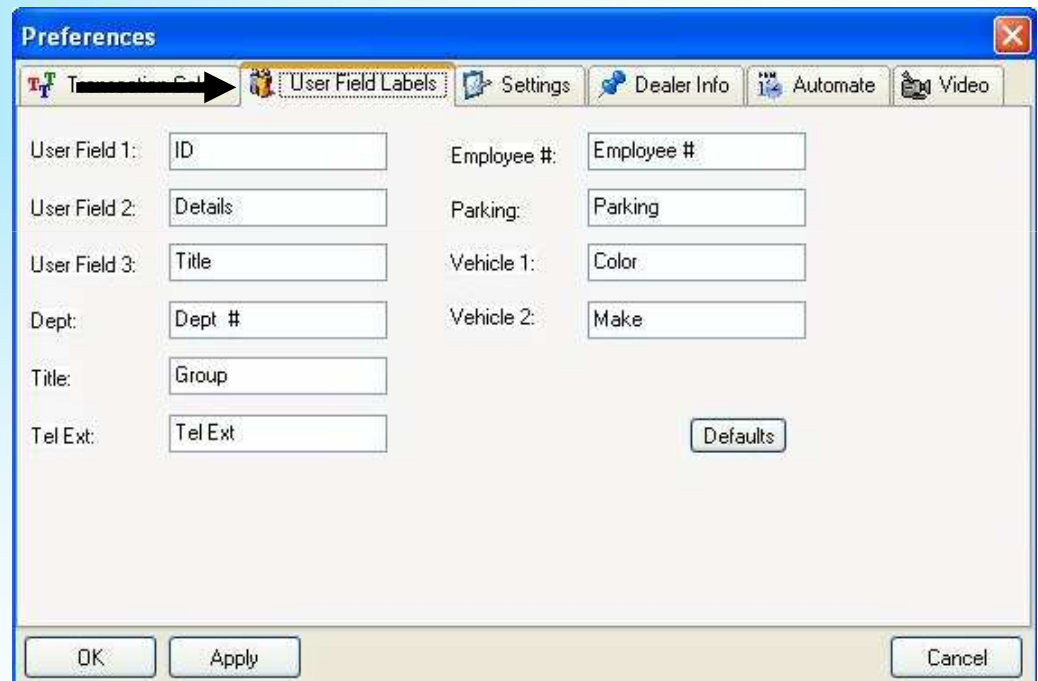 Preferences
User Field Labels
Settings
Dealer Info
Automate
Video
User Field 1:
ID
Employee #:
Employee #
User Field 2:
Details
Parking:
Parking
User Field 3:
Title
Vehicle 1:
Color
Dept:
Dept #
Vehicle 2:
Make
Title:
Group
Tel Ext:
Tel Ext
Defaults
OK
Apply
Cancel